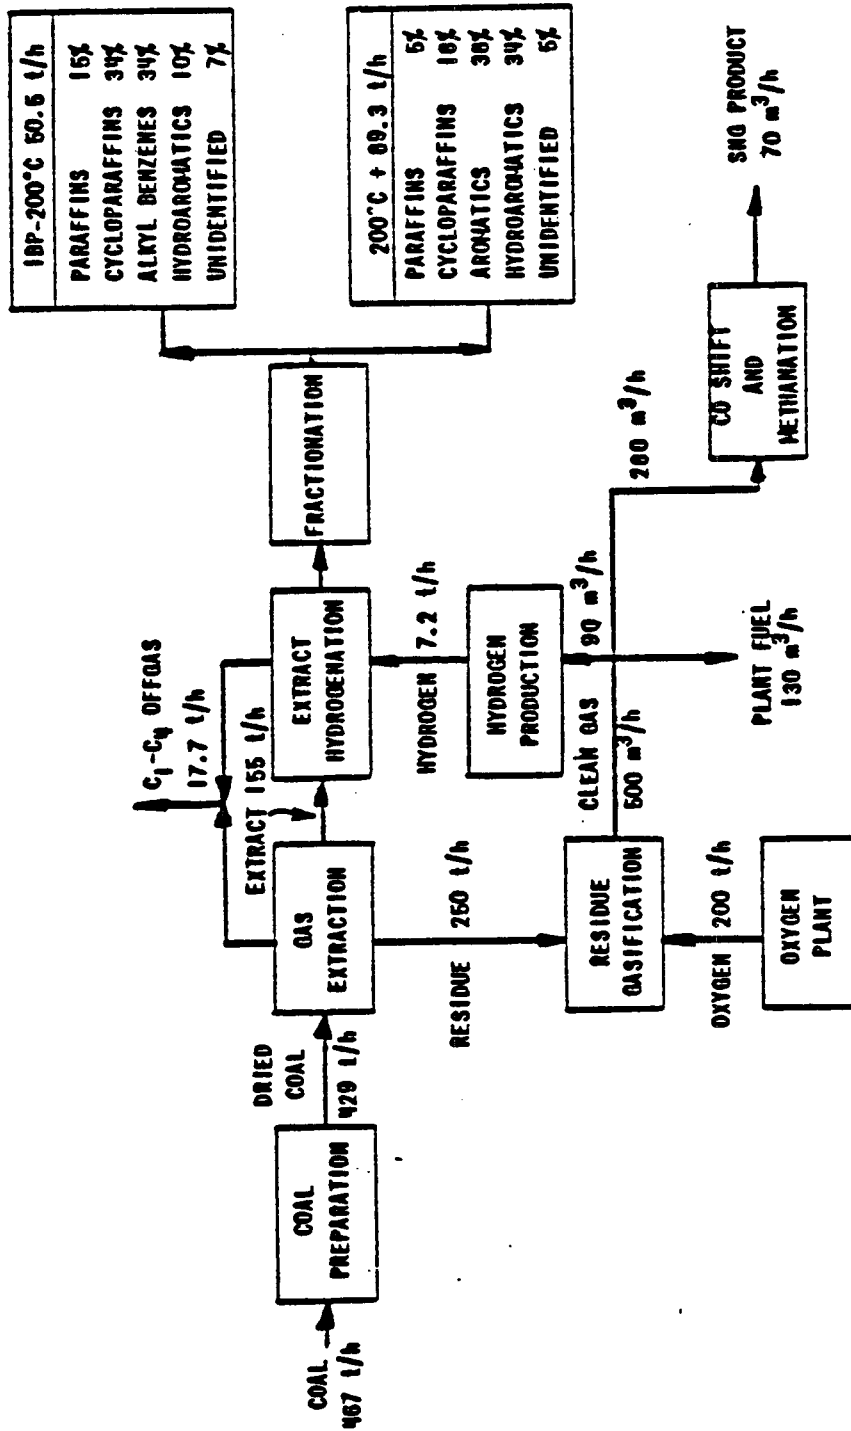 COAL
467 t/h
COAL
PREPARATION
DRIED
COAL
429 t/h
GAS
EXTRACTION
C₁-C₄ OFFGAS
17.7 t/h
EXTRACT 155 t/h
EXTRACT
HYDROGENATION
FRACTIONATION
IBP-200°C 50.5 t/h
PARAFFINS 15%
CYCLOPARAFFINS 34%
ALKYL BENZENES 34%
HYDROAROMATICS 10%
UNIDENTIFIED 7%
200°C + 89.3 t/h
PARAFFINS 5%
CYCLOPARAFFINS 18%
AROMATICS 38%
HYDROAROMATICS 34%
UNIDENTIFIED 5%
RESIDUE 250 t/h
HYDROGEN 7.2 t/h
HYDROGEN
PRODUCTION
RESIDUE
GASIFICATION
CLEAN GAS
500 m³/h
90 m³/h
280 m³/h
OXYGEN 200 t/h
OXYGEN
PLANT
PLANT FUEL
130 m³/h
CO SHIFT
AND
METHANATION
SNG PRODUCT
70 m³/h